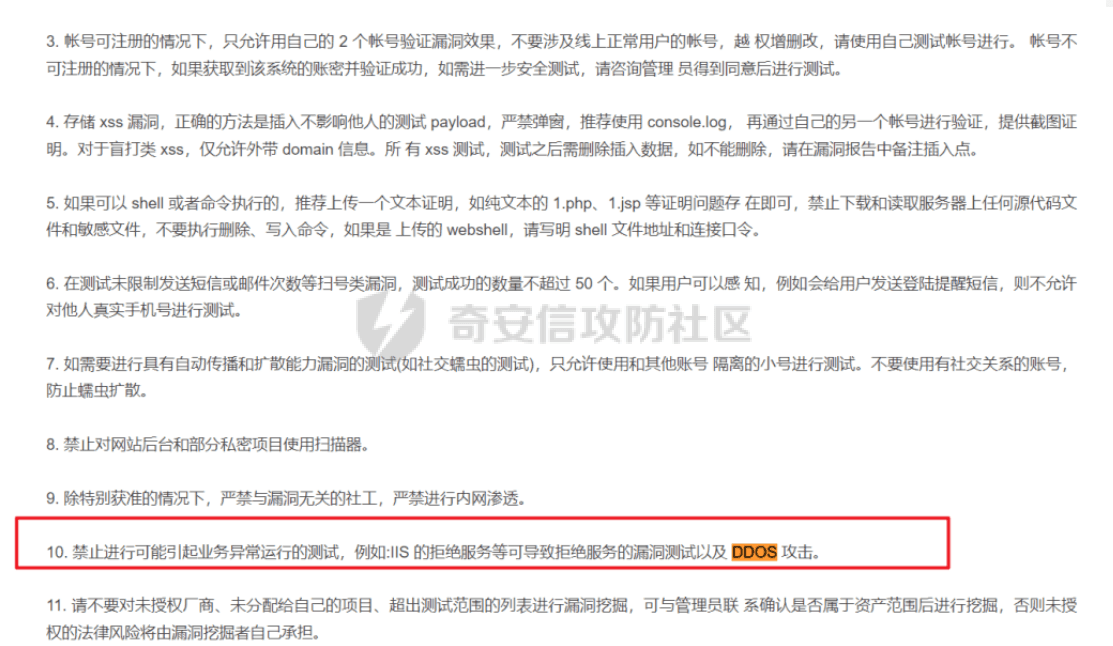 3. 帐号可注册的情况下，只允许用自己的 2 个帐号验证漏洞效果，不要涉及线上正常用户的帐号，越 权增删改，请使用自己测试帐号进行。 帐号不
可注册的情况下，如果获取到该系统的账密并验证成功，如需进一步安全测试，请咨询管理 员得到同意后进行测试。
4. 存储 xss 漏洞，正确的方法是插入不影响他人的测试 payload，严禁弹窗，推荐使用 console.log， 再通过自己的另一个帐号进行验证，提供截图证
明。对于盲打类 xss，仅允许外带 domain 信息。所 有 xss 测试，测试之后需删除插入数据，如不能删除，请在漏洞报告中备注插入点。
5. 如果可以 shell 或者命令执行的，推荐上传一个文本证明，如纯文本的 1.php、1.jsp 等证明问题存 在即可，禁止下载和读取服务器上任何源代码文
件和敏感文件，不要执行删除、写入命令，如果是 上传的 webshell，请写明 shell 文件地址和连接口令。
6. 在测试未限制发送短信或邮件次数等扫号类漏洞，测试成功的数量不超过 50 个。如果用户可以感 知，例如会给用户发送登陆提醒短信，则不允许
对他人真实手机号进行测试。
奇安信攻防社区
7. 如需要进行具有自动传播和扩散能力漏洞的测试(如社交蠕虫的测试)，只允许使用和其他账号 隔离的小号进行测试。不要使用有社交关系的账号，
防止蠕虫扩散。
8. 禁止对网站后台和部分私密项目使用扫描器。
9. 除特别获准的情况下，严禁与漏洞无关的社工，严禁进行内网渗透。
10. 禁止进行可能引起业务异常运行的测试，例如:IIS 的拒绝服务等可导致拒绝服务的漏洞测试以及 DDOS 攻击。
11. 请不要对未授权厂商、未分配给自己的项目、超出测试范围的列表进行漏洞挖掘，可与管理员联 系确认是否属于资产范围后进行挖掘，否则未授
权的法律风险将由漏洞挖掘者自己承担。